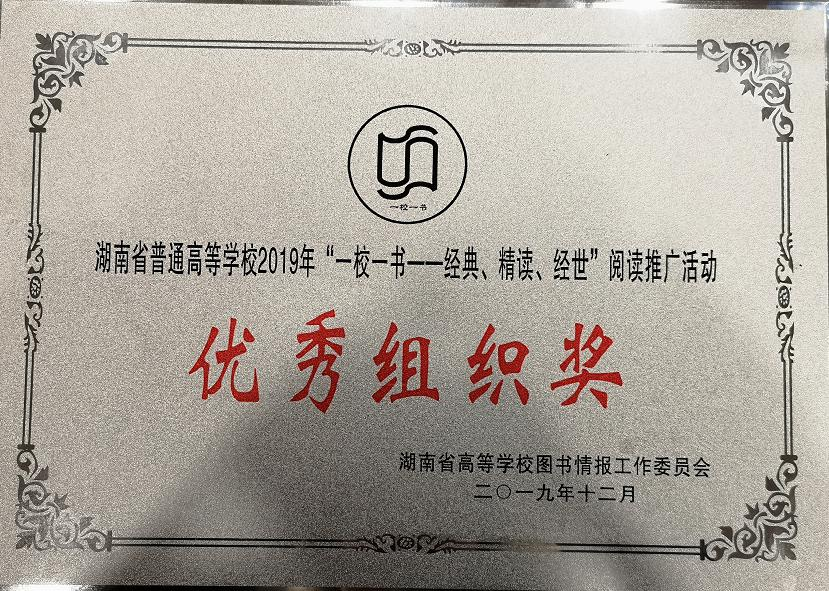 一校一书
湖南省普通高等学校2019年“一校一书——经典、精读、经世”阅读推广活动
优秀组织奖
湖南省高等学校图书情报工作委员会
二〇一九年十二月